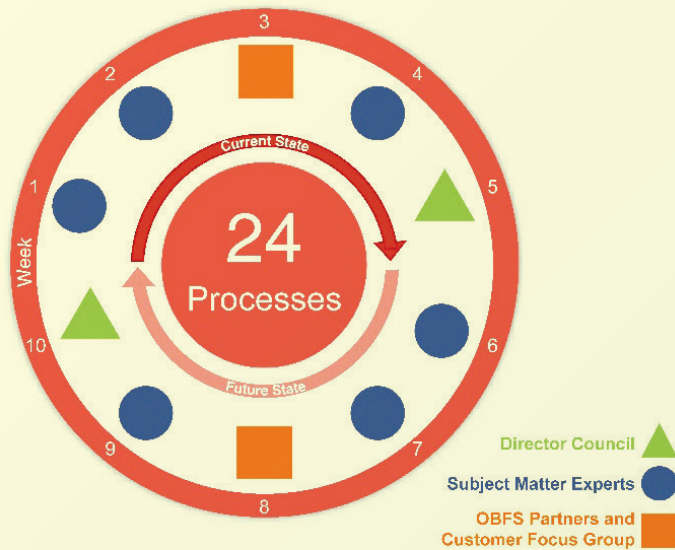 3
2
4
Current State
1
5
24
Processes
Week
10
6
Future State
9
7
8
Director Council
Subject Matter Experts
OBFS Partners and
Customer Focus Group